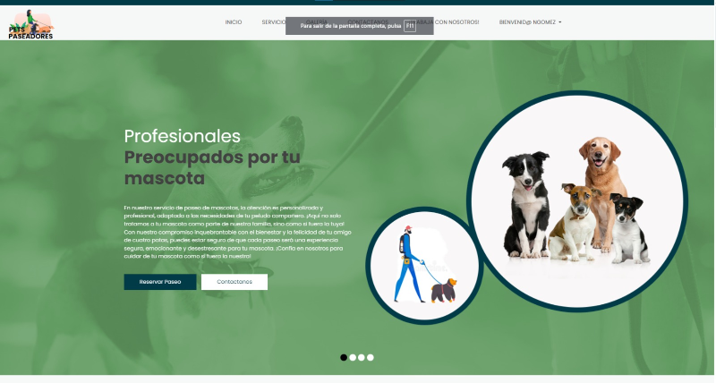 PETS
PASEADORES
INICIO
SERVICIO
CON NOSOTROS!
BIENVENID@ NGOMEZ
Para salir de la pantalla completa, pulsa F11
Profesionales
Preocupados por tu
mascota
En nuestro servicio de paseo de mascotas, la atención es personalizada y
profesional, adaptada a las necesidades de tu peludo compañero. ¡Aquí no solo
tratamos a tu mascota como parte de nuestra familia, sino como si fuera la tuya!
Con nuestro compromiso inquebrantable con el bienestar y la felicidad de tu amigo
de cuatro patas, puedes estar seguro de que cada paseo será una experiencia
segura, emocionante y desestresante para tu mascota. ¡Confía en nosotros para
cuidar de tu mascota como si fuera la nuestra!
Reservar Paseo
Contactanos